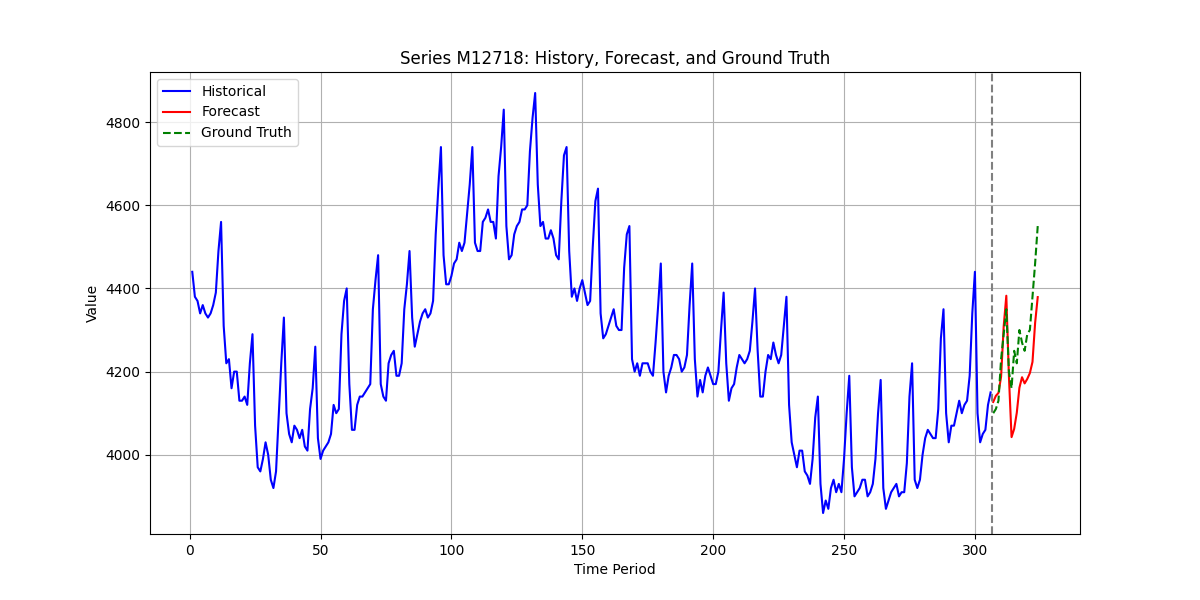 Series M12718: History, Forecast, and Ground Truth
Historical
Forecast
Ground Truth
Value
4800
4600
4400
4200
4000
0 50 100 150 200 250 300
Time Period